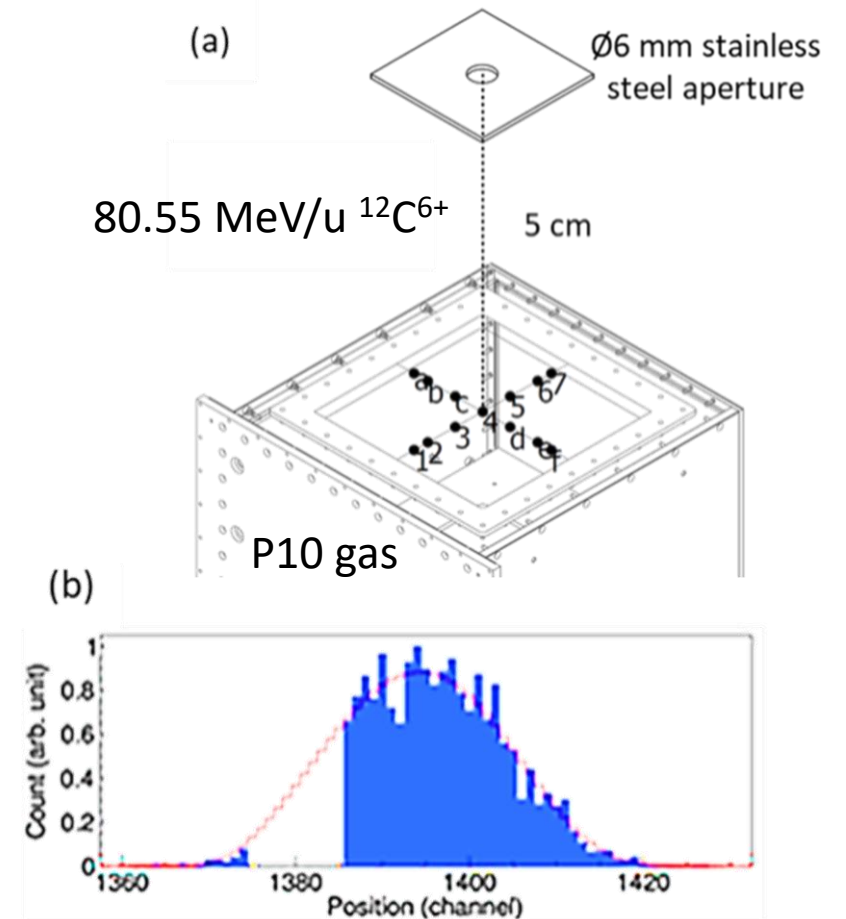 (a)
Ø6 mm stainless
steel aperture
80.55 MeV/u ¹²C⁶⁺
5 cm
a
b
c
1
2
3
4
5
6
7
d
e
f
P10 gas
(b)
Count (arb. unit)
1
0.8
0.6
0.4
0.2
0
1360
1380
1400
1420
Position (channel)